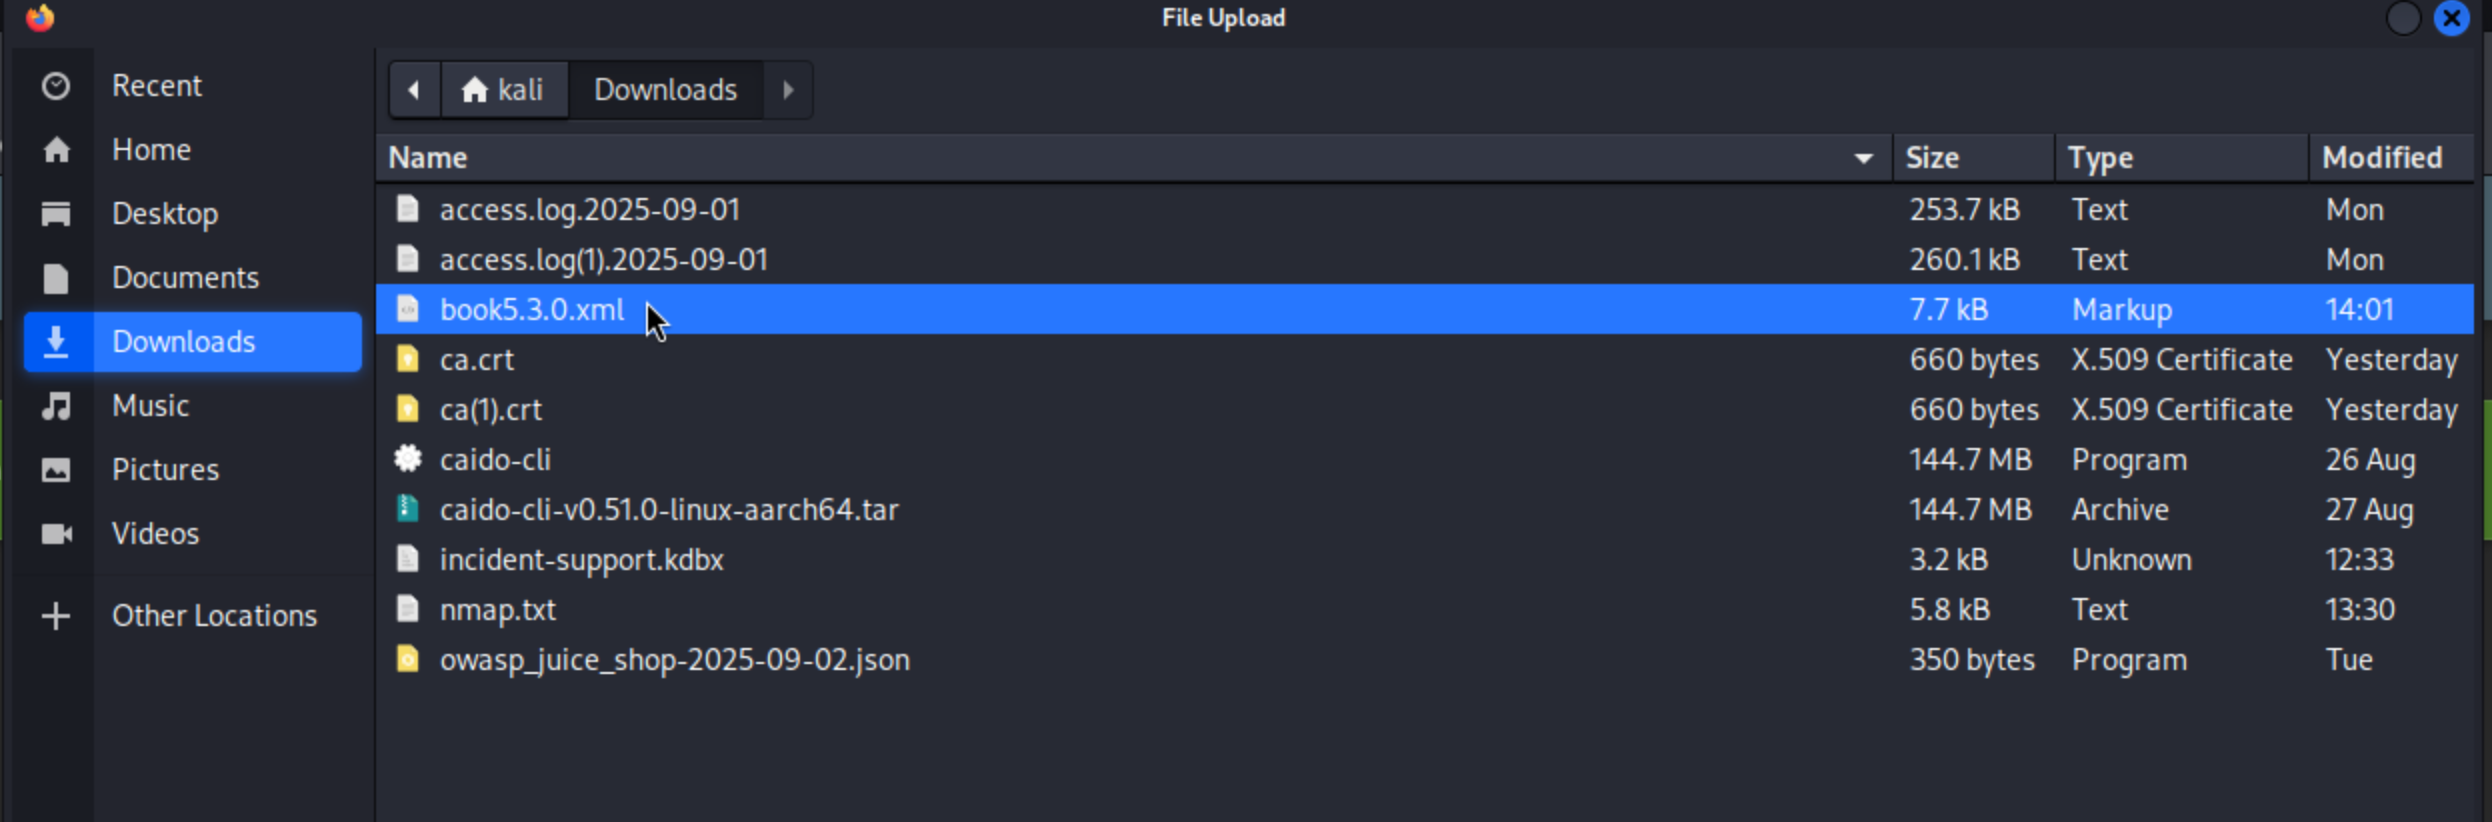 File Upload
Recent
Home
Desktop
Documents
Downloads
Music
Pictures
Videos
Other Locations
kali Downloads
Name Size Type Modified
access.log.2025-09-01 253.7 kB Text Mon
access.log(1).2025-09-01 260.1 kB Text Mon
book5.3.0.xml 7.7 kB Markup 14:01
ca.crt 660 bytes X.509 Certificate Yesterday
ca(1).crt 660 bytes X.509 Certificate Yesterday
caido-cli 144.7 MB Program 26 Aug
caido-cli-v0.51.0-linux-aarch64.tar 144.7 MB Archive 27 Aug
incident-support.kdbx 3.2 kB Unknown 12:33
nmap.txt 5.8 kB Text 13:30
owasp_juice_shop-2025-09-02.json 350 bytes Program Tue